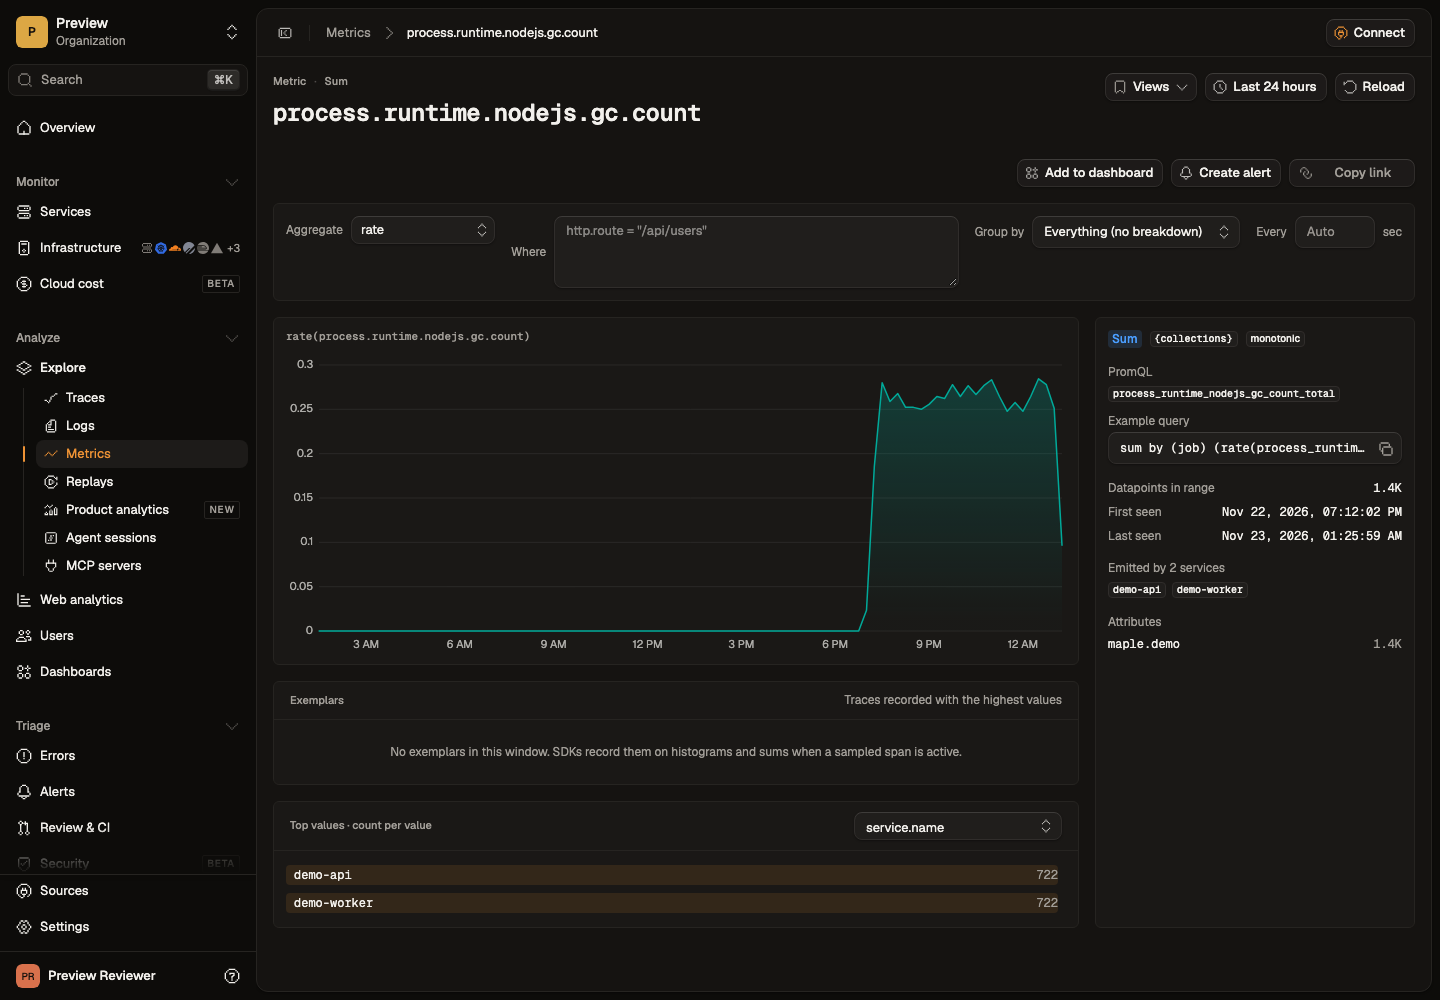 P
Preview
Organization
Search
⌘K
Overview
Monitor
Services
Infrastructure
+3
Cloud cost
BETA
Analyze
Explore
Traces
Logs
Metrics
Replays
Product analytics
NEW
Agent sessions
MCP servers
Web analytics
Users
Dashboards
Triage
Errors
Alerts
Review & CI
Security
BETA
Sources
Settings
PR
Preview Reviewer
Metrics
process.runtime.nodejs.gc.count
Connect
Metric · Sum
process.runtime.nodejs.gc.count
Views
Last 24 hours
Reload
Add to dashboard
Create alert
Copy link
Aggregate
rate
Where
http.route = "/api/users"
Group by
Everything (no breakdown)
Every
Auto
sec
rate(process.runtime.nodejs.gc.count)
0.3
0.25
0.2
0.15
0.1
0.05
0
3 AM
6 AM
9 AM
12 PM
3 PM
6 PM
9 PM
12 AM
Exemplars
Traces recorded with the highest values
No exemplars in this window. SDKs record them on histograms and sums when a sampled span is active.
Top values · count per value
service.name
demo-api
722
demo-worker
722
Sum
{collections}
monotonic
PromQL
process_runtime_nodejs_gc_count_total
Example query
sum by (job) (rate(process_runtim…
Datapoints in range
1.4K
First seen
Nov 22, 2026, 07:12:02 PM
Last seen
Nov 23, 2026, 01:25:59 AM
Emitted by 2 services
demo-api
demo-worker
Attributes
maple.demo
1.4K